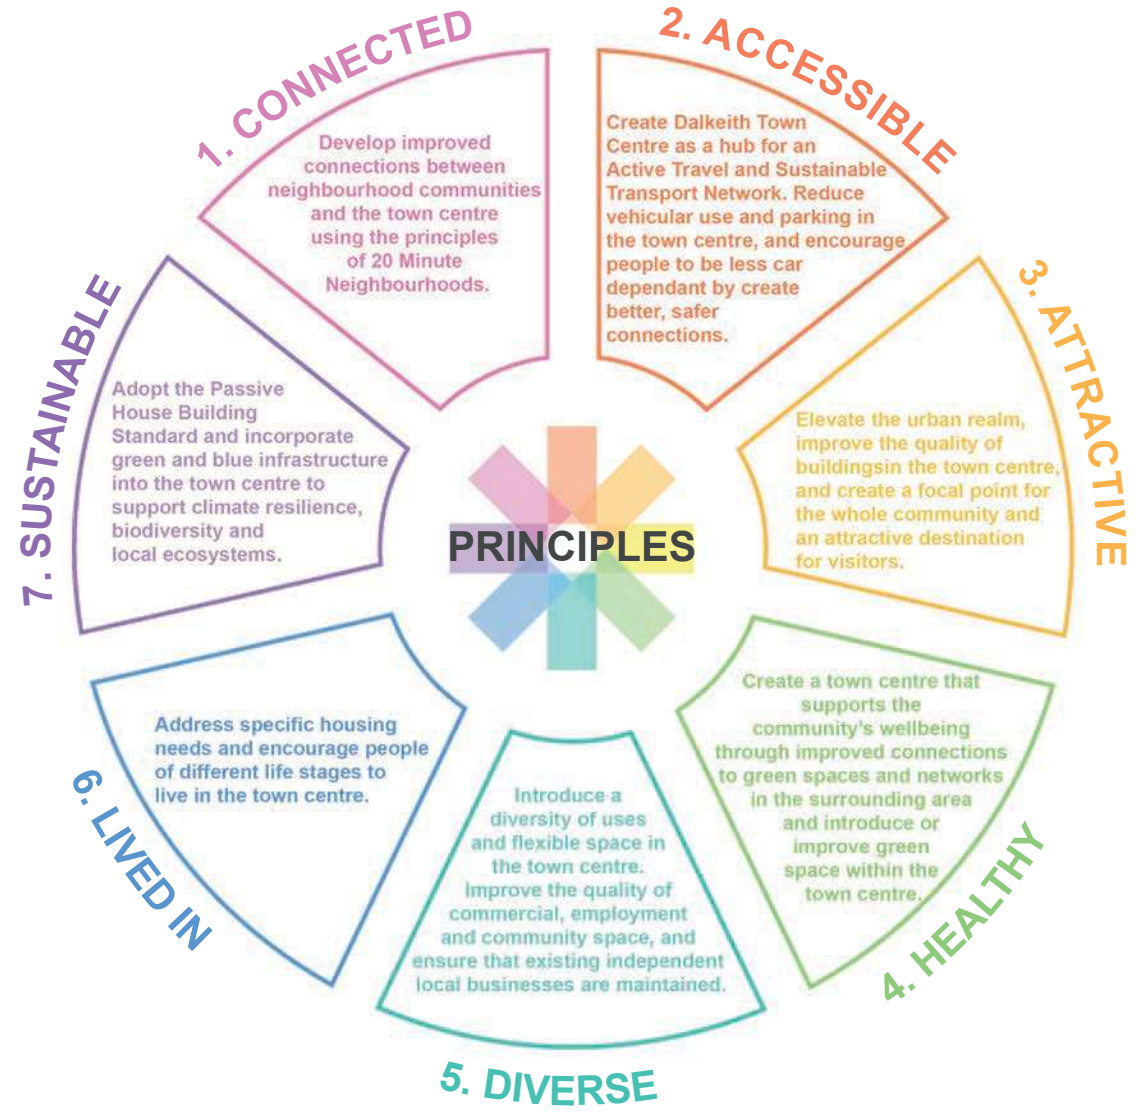 1. CONNECTED
Develop improved
connections between
neighbourhood communities
and the town centre
using the principles
of 20 Minute
Neighbourhoods.
2. ACCESSIBLE
Create Dalkeith Town
Centre as a hub for an
Active Travel and Sustainable
Transport Network. Reduce
vehicular use and parking in
the town centre, and encourage
people to be less car
dependant by create
better, safer
connections.
3. ATTRACTIVE
Elevate the urban realm,
improve the quality of
buildingsin the town centre,
and create a focal point for
the whole community and
an attractive destination
for visitors.
4. HEALTHY
Create a town centre that
supports the
community's wellbeing
through improved connections
to green spaces and networks
in the surrounding area
and introduce or
improve green
space within the
town centre.
5. DIVERSE
Introduce a
diversity of uses
and flexible space in
the town centre.
Improve the quality of
commercial, employment
and community space, and
ensure that existing independent
local businesses are maintained.
6. LIVED IN
Address specific housing
needs and encourage people
of different life stages to
live in the town centre.
7. SUSTAINABLE
Adopt the Passive
House Building
Standard and incorporate
green and blue infrastructure
into the town centre to
support climate resilience,
biodiversity and
local ecosystems.
PRINCIPLES